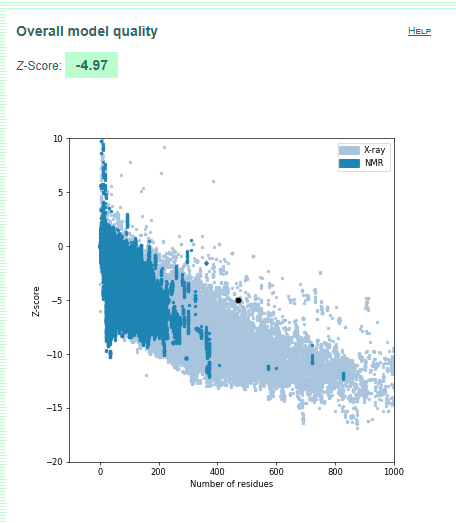 Overall model quality
HELP
Z-Score: -4.97
X-ray
NMR
10
5
0
−5
−10
−15
−20
Z-score
0
200
400
600
800
1000
Number of residues